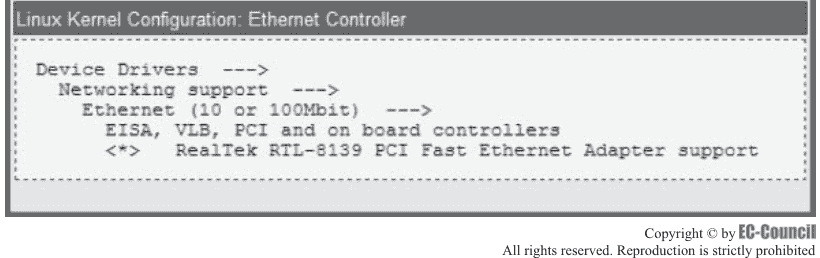 Linux Kernel Configuration: Ethernet Controller
Device Drivers --->
Networking support --->
Ethernet (10 or 100Mbit) --->
EISA, VLB, PCI and on board controllers
<*> RealTek RTL-8139 PCI Fast Ethernet Adapter support
Copyright © by EC-Council
All rights reserved. Reproduction is strictly prohibited